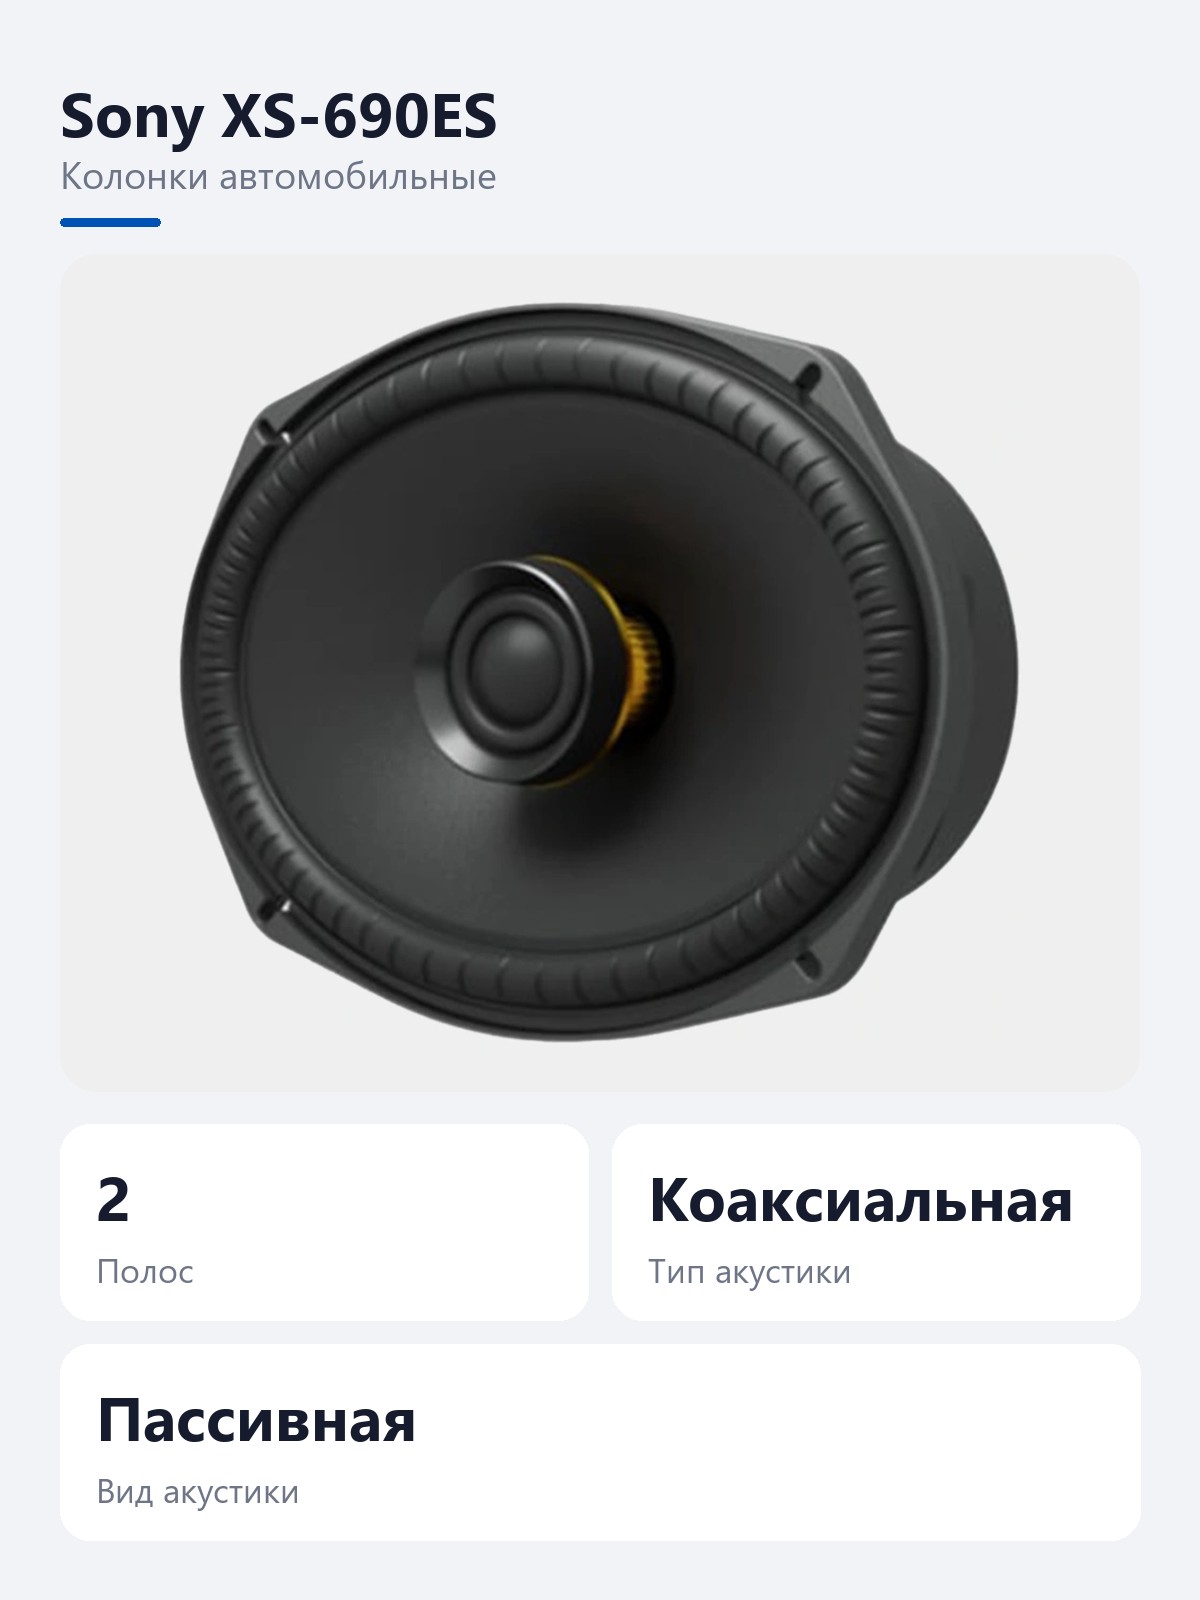 Sony XS-690ES
Колонки автомобильные
2
Полос
Коаксиальная
Тип акустики
Пассивная
Вид акустики